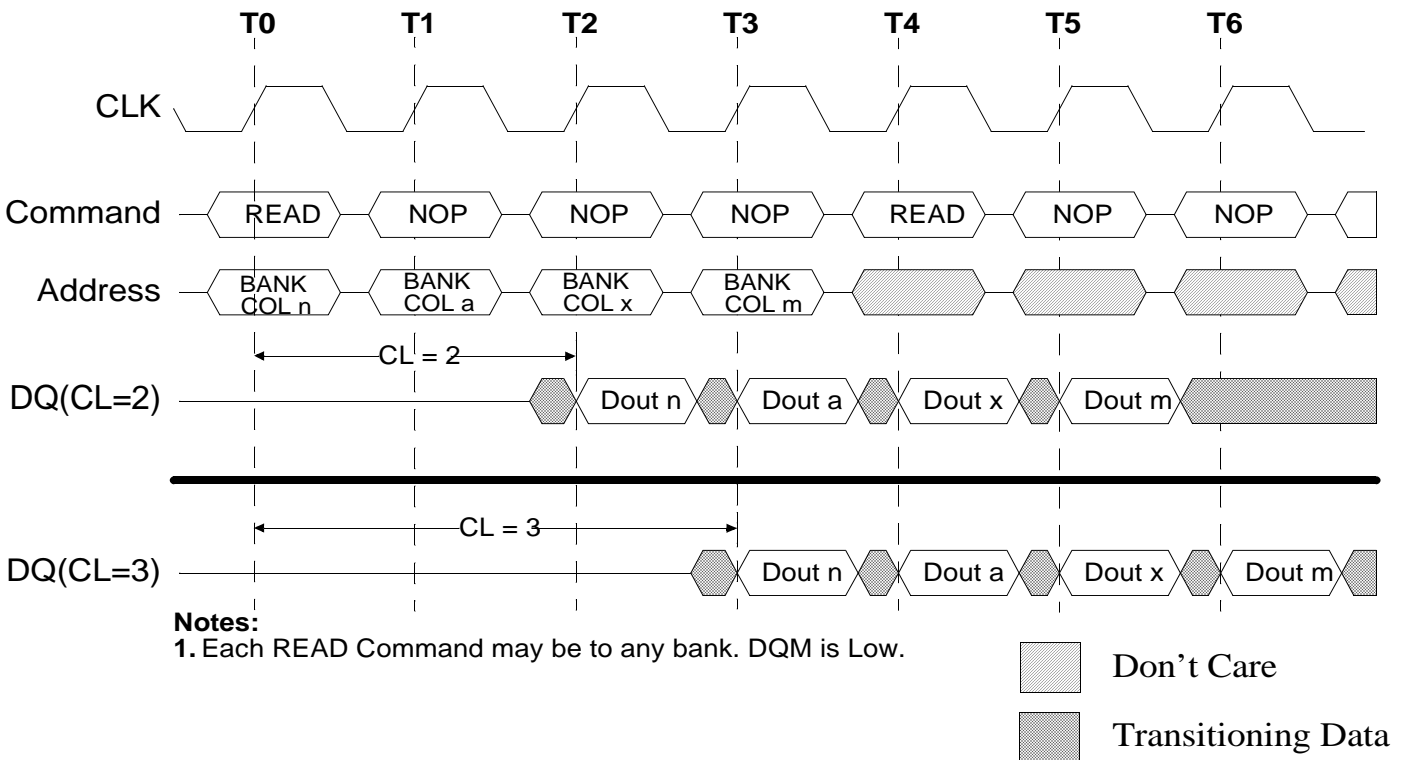 T0 T1 T2 T3 T4 T5 T6
CLK
Command READ NOP NOP NOP READ NOP NOP
Address BANK COL n BANK COL a BANK COL x BANK COL m
CL = 2
DQ(CL=2) Dout n Dout a Dout x Dout m
CL = 3
DQ(CL=3) Dout n Dout a Dout x Dout m
Notes:
1. Each READ Command may be to any bank. DQM is Low.
Don't Care
Transitioning Data